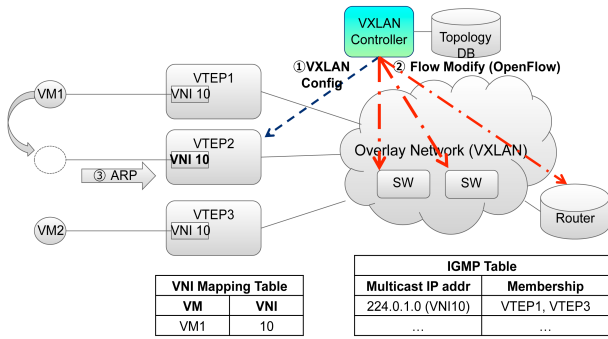 VXLAN
Controller
Topology
DB
①VXLAN
Config
② Flow Modify (OpenFlow)
VTEP1
VNI 10
VM1
VTEP2
VNI 10
③ ARP
Overlay Network (VXLAN)
SW
SW
Router
VTEP3
VNI 10
VM2
VNI Mapping Table
VM VNI
VM1 10
IGMP Table
Multicast IP addr Membership
224.0.1.0 (VNI10) VTEP1, VTEP3
… …